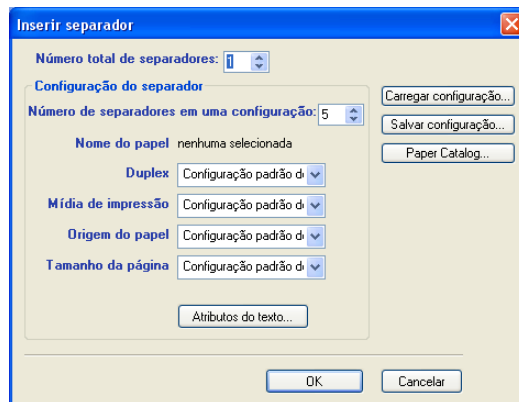 Inserir separador
Número total de separadores: 1
Configuração do separador
Número de separadores em uma configuração: 5
Carregar configuração...
Salvar configuração...
Nome do papel nenhuma selecionada
Paper Catalog...
Duplex Configuração padrão d
Mídia de impressão Configuração padrão d
Origem do papel Configuração padrão d
Tamanho da página Configuração padrão d
Atributos do texto...
OK Cancelar